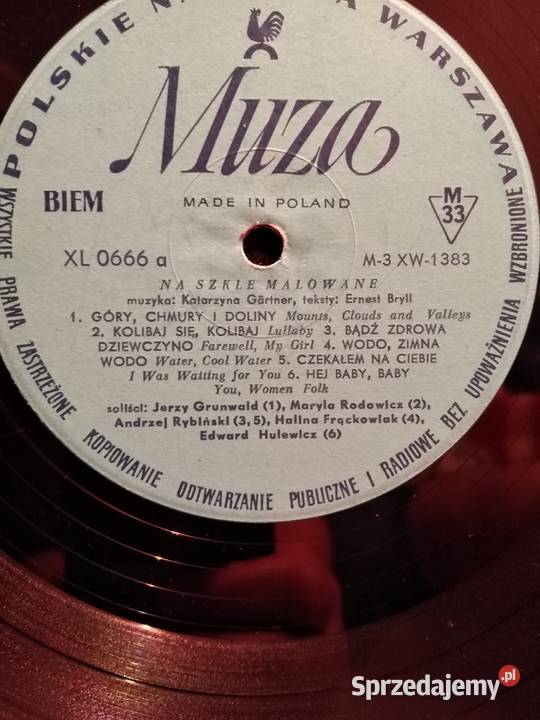 POLSKIE NA A WARSZAWA
Muza
BIEM
MADE IN POLAND
M
33
XL 0666 a
M-3 XW-1383
NA SZKLE MALOWANE
muzyka: Katarzyna Gärtner, teksty: Ernest Bryll
1. GÓRY, CHMURY I DOLINY Mounts, Clouds and Valleys
2. KOLIBAJ SIĘ, KOLIBAJ Lullaby 3. BĄDŹ ZDROWA
DZIEWCZYNO Farewell, My Girl 4. WODO, ZIMNA
WODO Water, Cool Water 5. CZEKAŁEM NA CIEBIE
I Was Waiting for You 6. HEJ BABY, BABY
You, Women Folk
soliści: Jerzy Grunwald (1), Maryla Rodowicz (2),
Andrzej Rybiński (3, 5), Halina Frąckowiak (4),
Edward Hulewicz (6)
WSZYSTKIE PRAWA ZASTRZEŻONE KOPIOWANIE ODTWARZANIE PUBLICZNE I RADIOWE BEZ UPOWAŻNIENIA WZBRONIONE
Sprzedajemy.pl